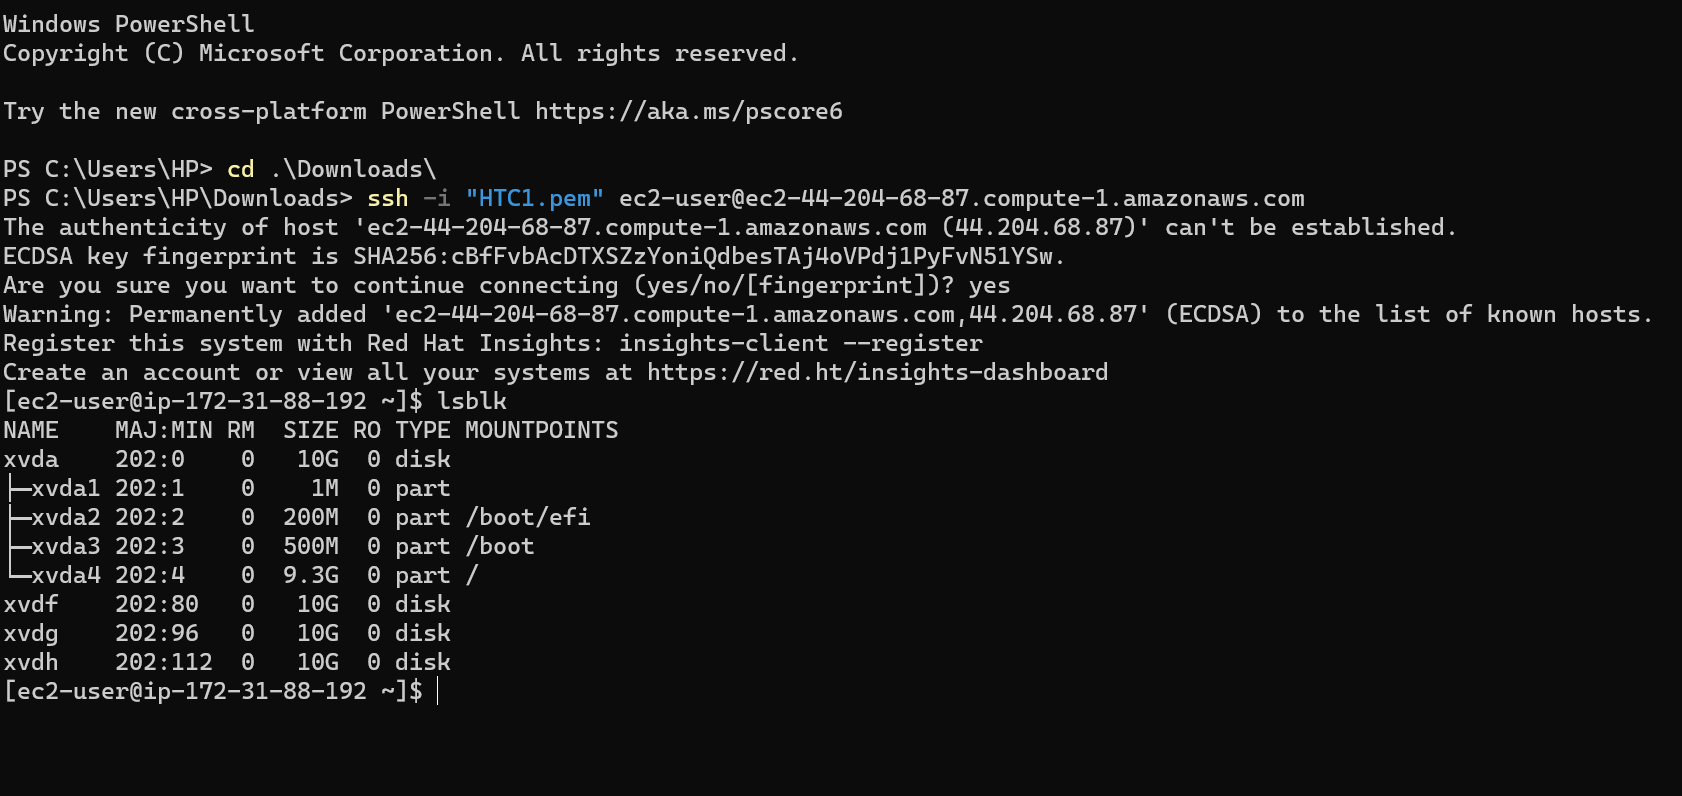 Windows PowerShell
Copyright (C) Microsoft Corporation. All rights reserved.
Try the new cross-platform PowerShell https://aka.ms/pscore6
PS C:\Users\HP> cd .\Downloads\
PS C:\Users\HP\Downloads> ssh -i "HTC1.pem" ec2-user@ec2-44-204-68-87.compute-1.amazonaws.com
The authenticity of host 'ec2-44-204-68-87.compute-1.amazonaws.com (44.204.68.87)' can't be established.
ECDSA key fingerprint is SHA256:cBfFvbAcDTXSZzYoniQdbesTAj4oVPdj1PyFvN51YSw.
Are you sure you want to continue connecting (yes/no/[fingerprint])? yes
Warning: Permanently added 'ec2-44-204-68-87.compute-1.amazonaws.com,44.204.68.87' (ECDSA) to the list of known hosts.
Register this system with Red Hat Insights: insights-client --register
Create an account or view all your systems at https://red.ht/insights-dashboard
[ec2-user@ip-172-31-88-192 ~]$ lsblk
NAME    MAJ:MIN RM  SIZE RO TYPE MOUNTPOINTS
xvda    202:0    0   10G  0 disk
├─xvda1 202:1    0    1M  0 part
├─xvda2 202:2    0  200M  0 part /boot/efi
├─xvda3 202:3    0  500M  0 part /boot
└─xvda4 202:4    0  9.3G  0 part /
xvdf    202:80   0   10G  0 disk
xvdg    202:96   0   10G  0 disk
xvdh    202:112  0   10G  0 disk
[ec2-user@ip-172-31-88-192 ~]$